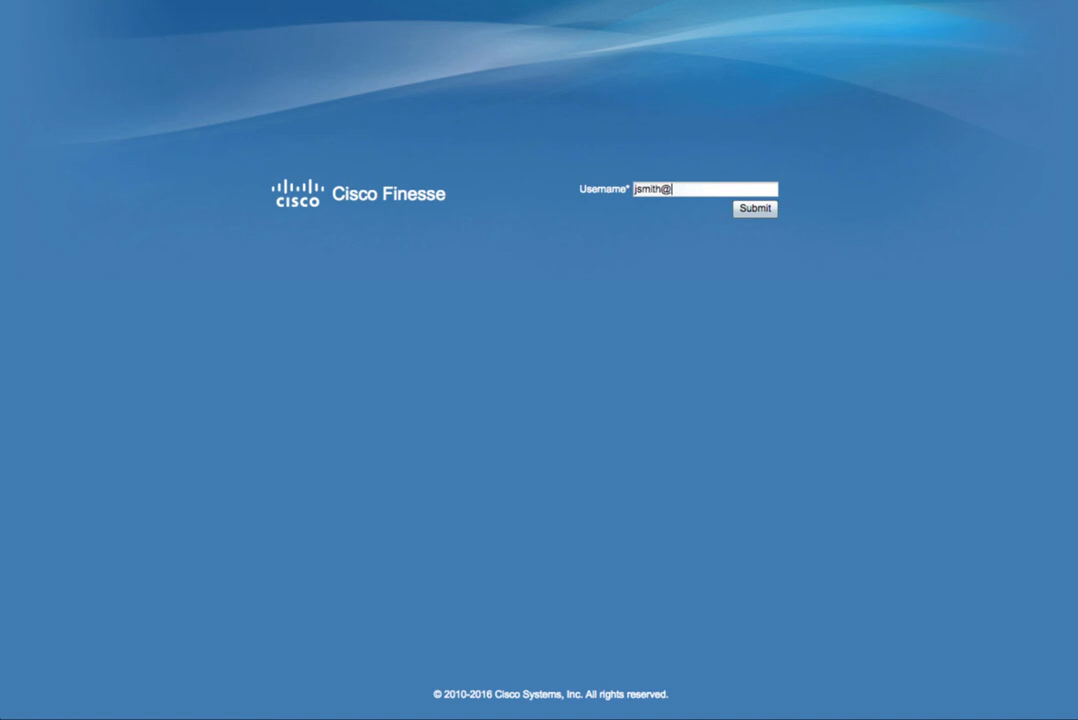 CISCO Cisco Finesse
Username* jsmith@
Submit
© 2010-2016 Cisco Systems, Inc. All rights reserved.